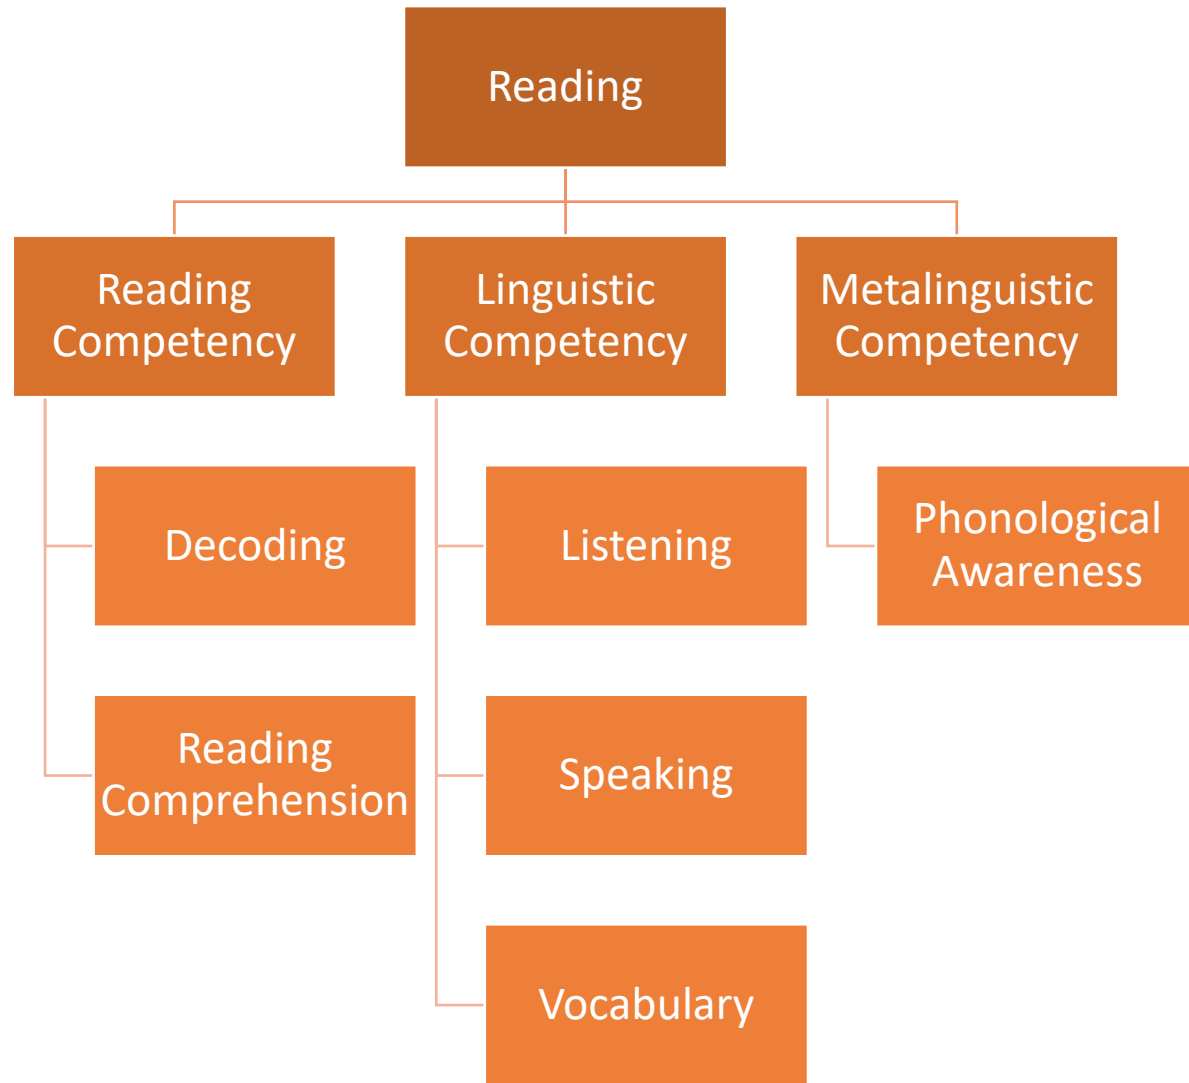 Reading
Reading
Competency
Linguistic
Competency
Metalinguistic
Competency
Decoding
Listening
Phonological
Awareness
Reading
Comprehension
Speaking
Vocabulary